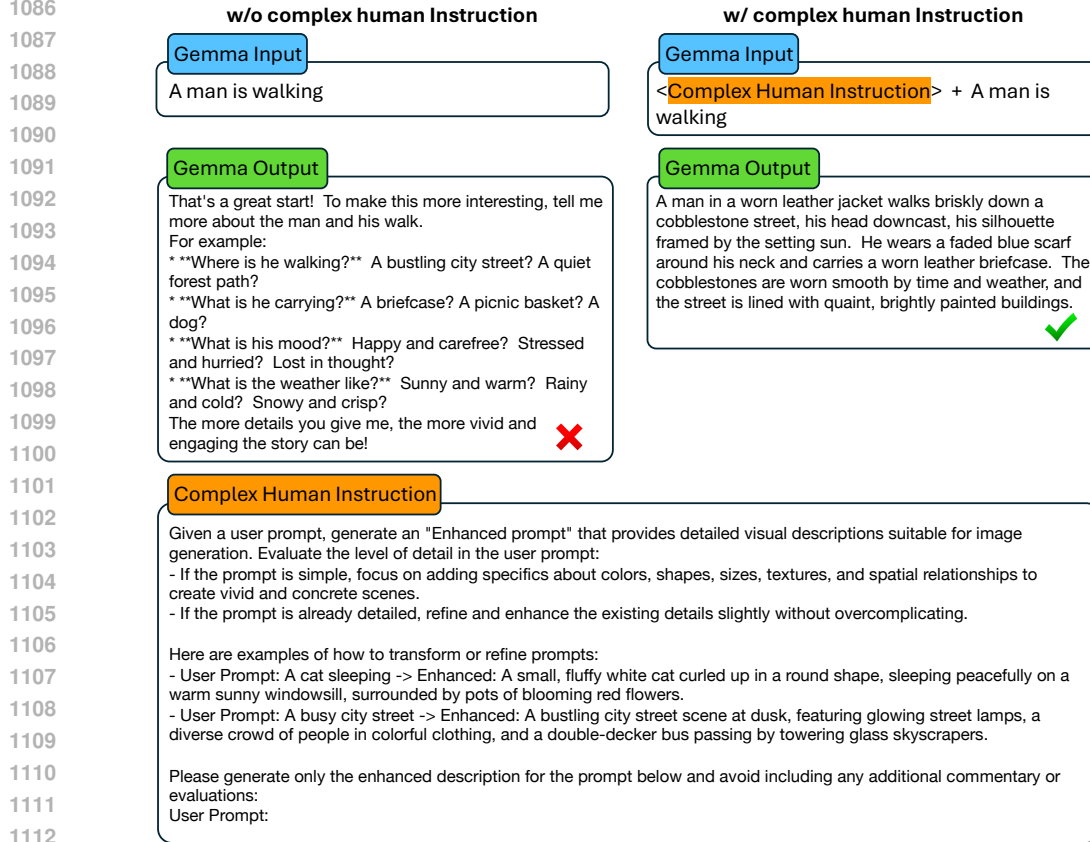 1086
1087
1088
1089
1090
1091
1092
1093
1094
1095
1096
1097
1098
1099
1100
1101
1102
1103
1104
1105
1106
1107
1108
1109
1110
1111
1112
w/o complex human Instruction
Gemma Input
A man is walking
Gemma Output
That's a great start!  To make this more interesting, tell me
more about the man and his walk.
For example:
* **Where is he walking?**  A bustling city street? A quiet
forest path?
* **What is he carrying?** A briefcase? A picnic basket? A
dog?
* **What is his mood?**  Happy and carefree?  Stressed
and hurried?  Lost in thought?
* **What is the weather like?**  Sunny and warm?  Rainy
and cold?  Snowy and crisp?
The more details you give me, the more vivid and
engaging the story can be!
w/ complex human Instruction
Gemma Input
<Complex Human Instruction> + A man is
walking
Gemma Output
A man in a worn leather jacket walks briskly down a
cobblestone street, his head downcast, his silhouette
framed by the setting sun.  He wears a faded blue scarf
around his neck and carries a worn leather briefcase.  The
cobblestones are worn smooth by time and weather, and
the street is lined with quaint, brightly painted buildings.
Complex Human Instruction
Given a user prompt, generate an "Enhanced prompt" that provides detailed visual descriptions suitable for image
generation. Evaluate the level of detail in the user prompt:
- If the prompt is simple, focus on adding specifics about colors, shapes, sizes, textures, and spatial relationships to
create vivid and concrete scenes.
- If the prompt is already detailed, refine and enhance the existing details slightly without overcomplicating.
Here are examples of how to transform or refine prompts:
- User Prompt: A cat sleeping -> Enhanced: A small, fluffy white cat curled up in a round shape, sleeping peacefully on a
warm sunny windowsill, surrounded by pots of blooming red flowers.
- User Prompt: A busy city street -> Enhanced: A bustling city street scene at dusk, featuring glowing street lamps, a
diverse crowd of people in colorful clothing, and a double-decker bus passing by towering glass skyscrapers.
Please generate only the enhanced description for the prompt below and avoid including any additional commentary or
evaluations:
User Prompt: